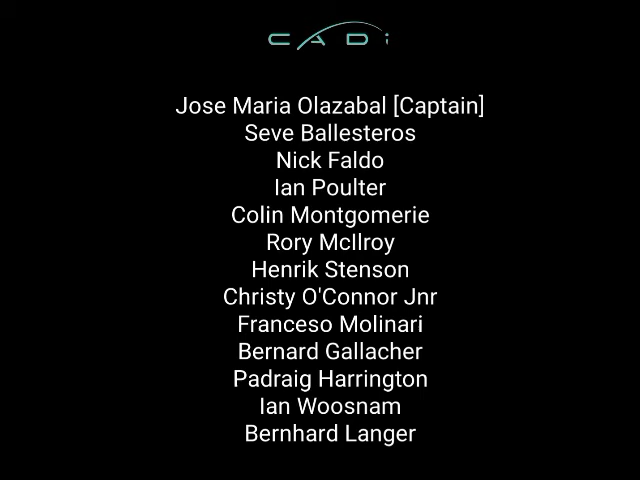 CADi
Jose Maria Olazabal [Captain]
Seve Ballesteros
Nick Faldo
Ian Poulter
Colin Montgomerie
Rory McIlroy
Henrik Stenson
Christy O'Connor Jnr
Franceso Molinari
Bernard Gallacher
Padraig Harrington
Ian Woosnam
Bernhard Langer